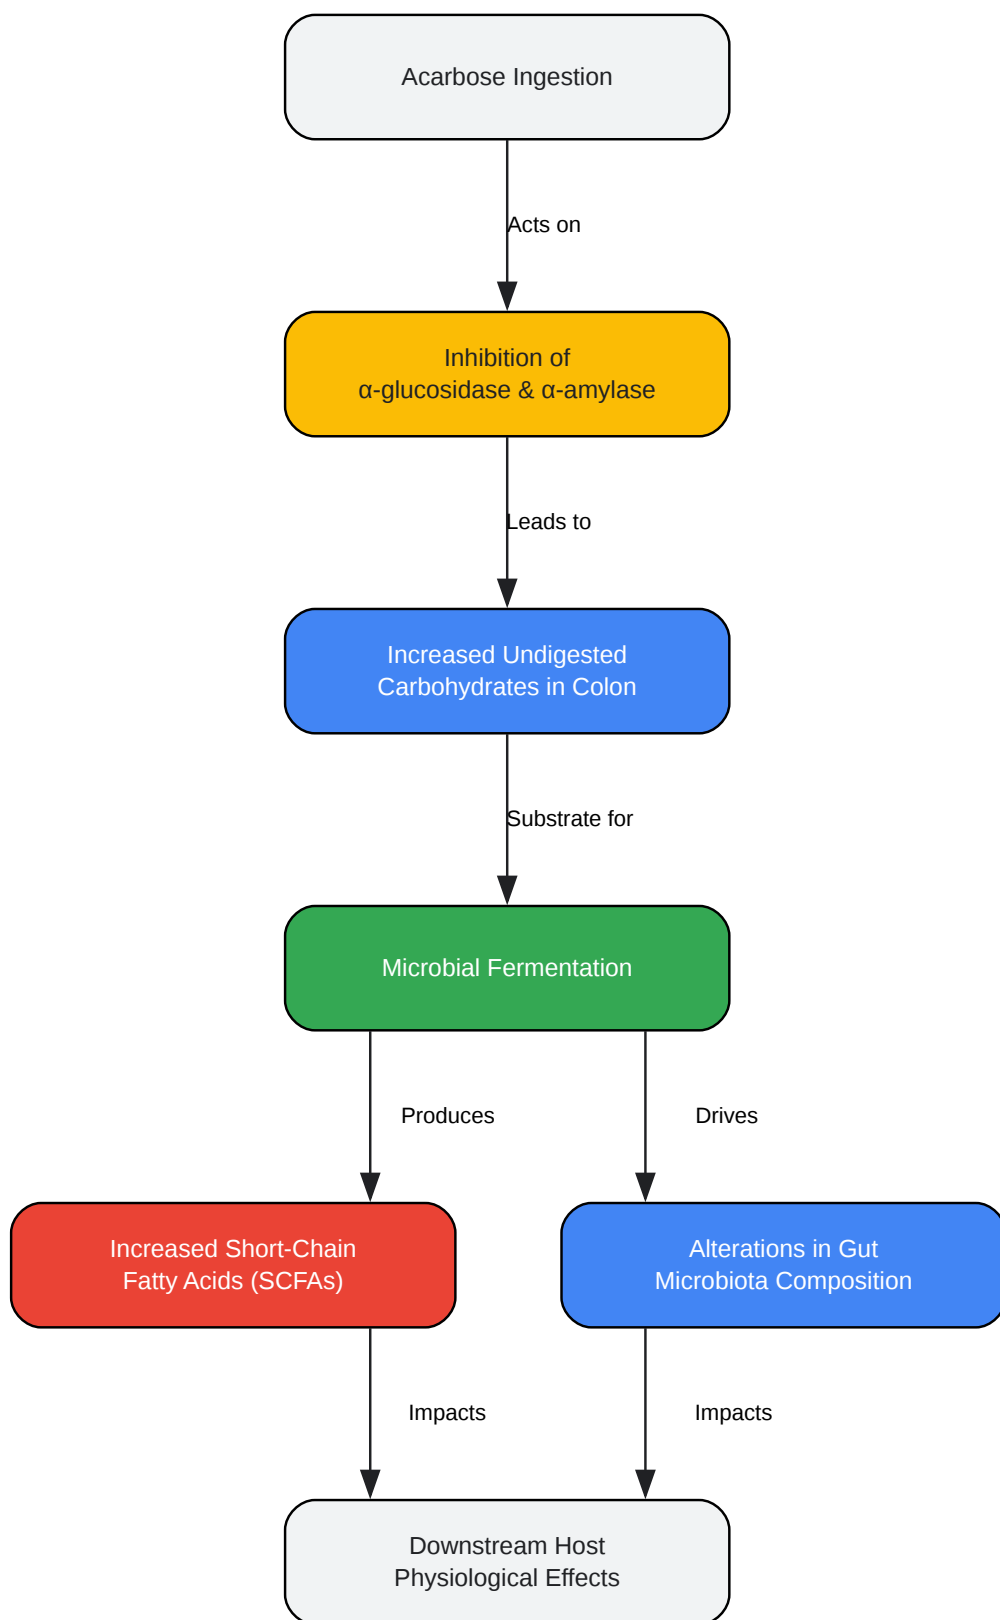 Acarbose Ingestion
Acts on
Inhibition of
α-glucosidase & α-amylase
Leads to
Increased Undigested
Carbohydrates in Colon
Substrate for
Microbial Fermentation
Produces
Drives
Increased Short-Chain
Fatty Acids (SCFAs)
Alterations in Gut
Microbiota Composition
Impacts
Impacts
Downstream Host
Physiological Effects